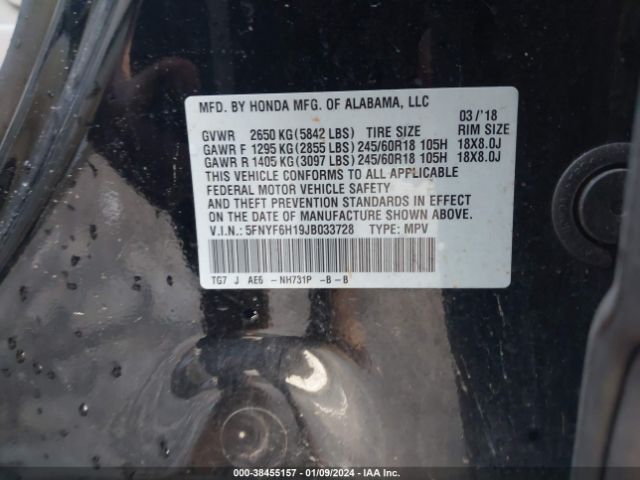 MFD. BY HONDA MFG. OF ALABAMA, LLC 03/'18
GVWR 2650 KG (5842 LBS) TIRE SIZE RIM SIZE
GAWR F 1295 KG (2855 LBS) 245/60R18 105H 18X8.0J
GAWR R 1405 KG (3097 LBS) 245/60R18 105H 18X8.0J
THIS VEHICLE CONFORMS TO ALL APPLICABLE
FEDERAL MOTOR VEHICLE SAFETY
AND THEFT PREVENTION STANDARDS IN EFFECT
ON THE DATE OF MANUFACTURE SHOWN ABOVE.
V.I.N.: 5FNYF6H19JB033728 TYPE: MPV
TG7 J AE6 -NH731P -B -B
000-38455157 - 01/09/2024 - IAA Inc.